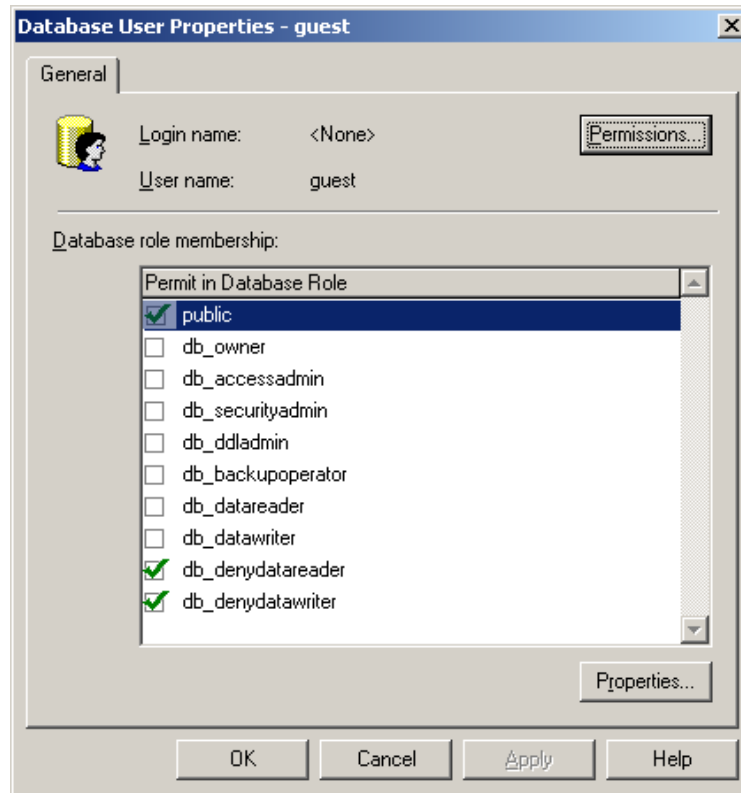 Database User Properties - guest
General
Login name: <None> Permissions...
User name: guest
Database role membership:
Permit in Database Role
public
db_owner
db_accessadmin
db_securityadmin
db_ddladmin
db_backupoperator
db_datareader
db_datawriter
db_denydatareader
db_denydatawriter
Properties...
OK Cancel Apply Help